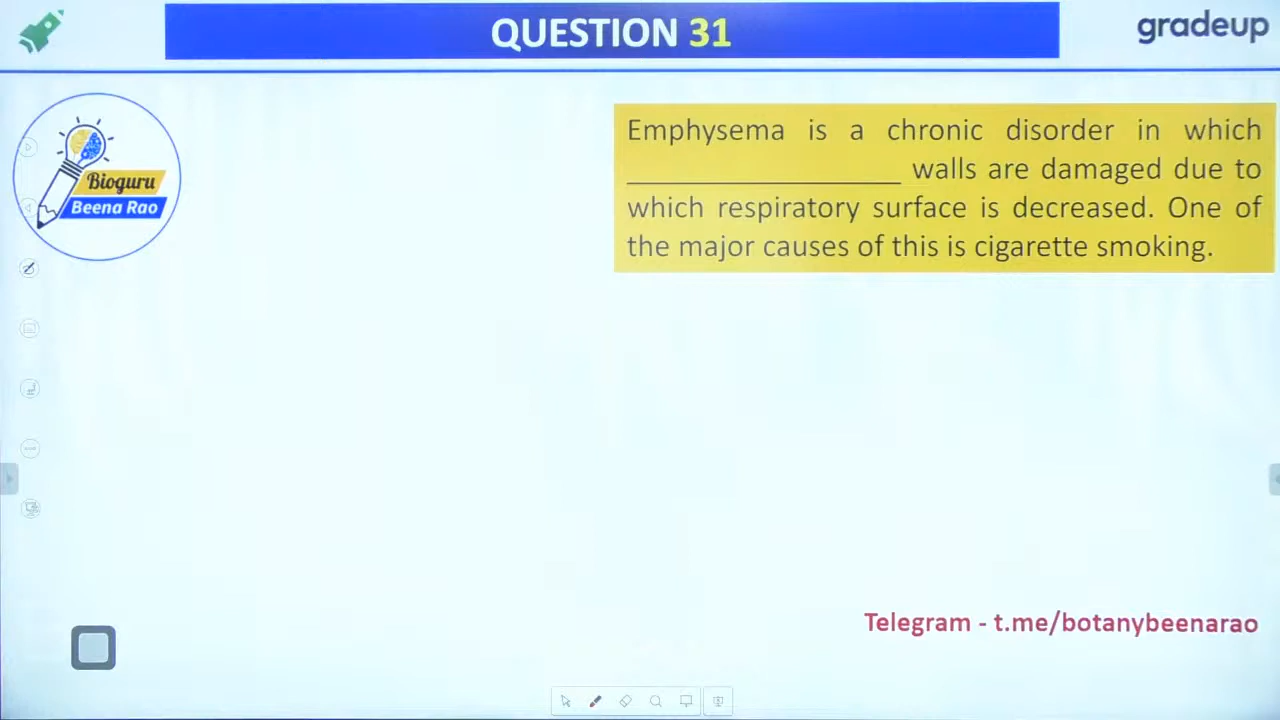 QUESTION 31
gradeup
Bioguru
Beena Rao
Emphysema is a chronic disorder in which
____________________ walls are damaged due to
which respiratory surface is decreased. One of
the major causes of this is cigarette smoking.
Telegram - t.me/botanybeenarao